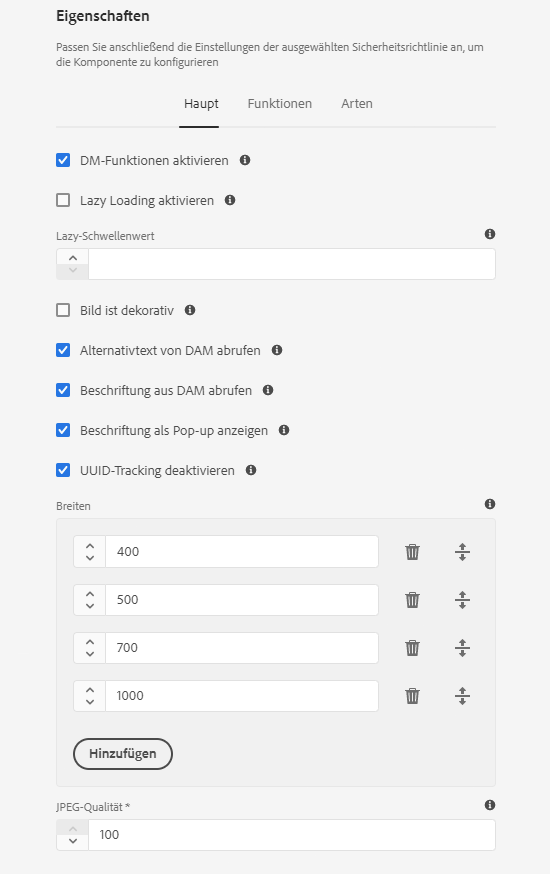 Eigenschaften
Passen Sie anschließend die Einstellungen der ausgewählten Sicherheitsrichtlinie an, um
die Komponente zu konfigurieren
Haupt Funktionen Arten
DM-Funktionen aktivieren
Lazy Loading aktivieren
Lazy-Schwellenwert
Bild ist dekorativ
Alternativtext von DAM abrufen
Beschriftung aus DAM abrufen
Beschriftung als Pop-up anzeigen
UUID-Tracking deaktivieren
Breiten
400
500
700
1000
Hinzufügen
JPEG-Qualität *
100